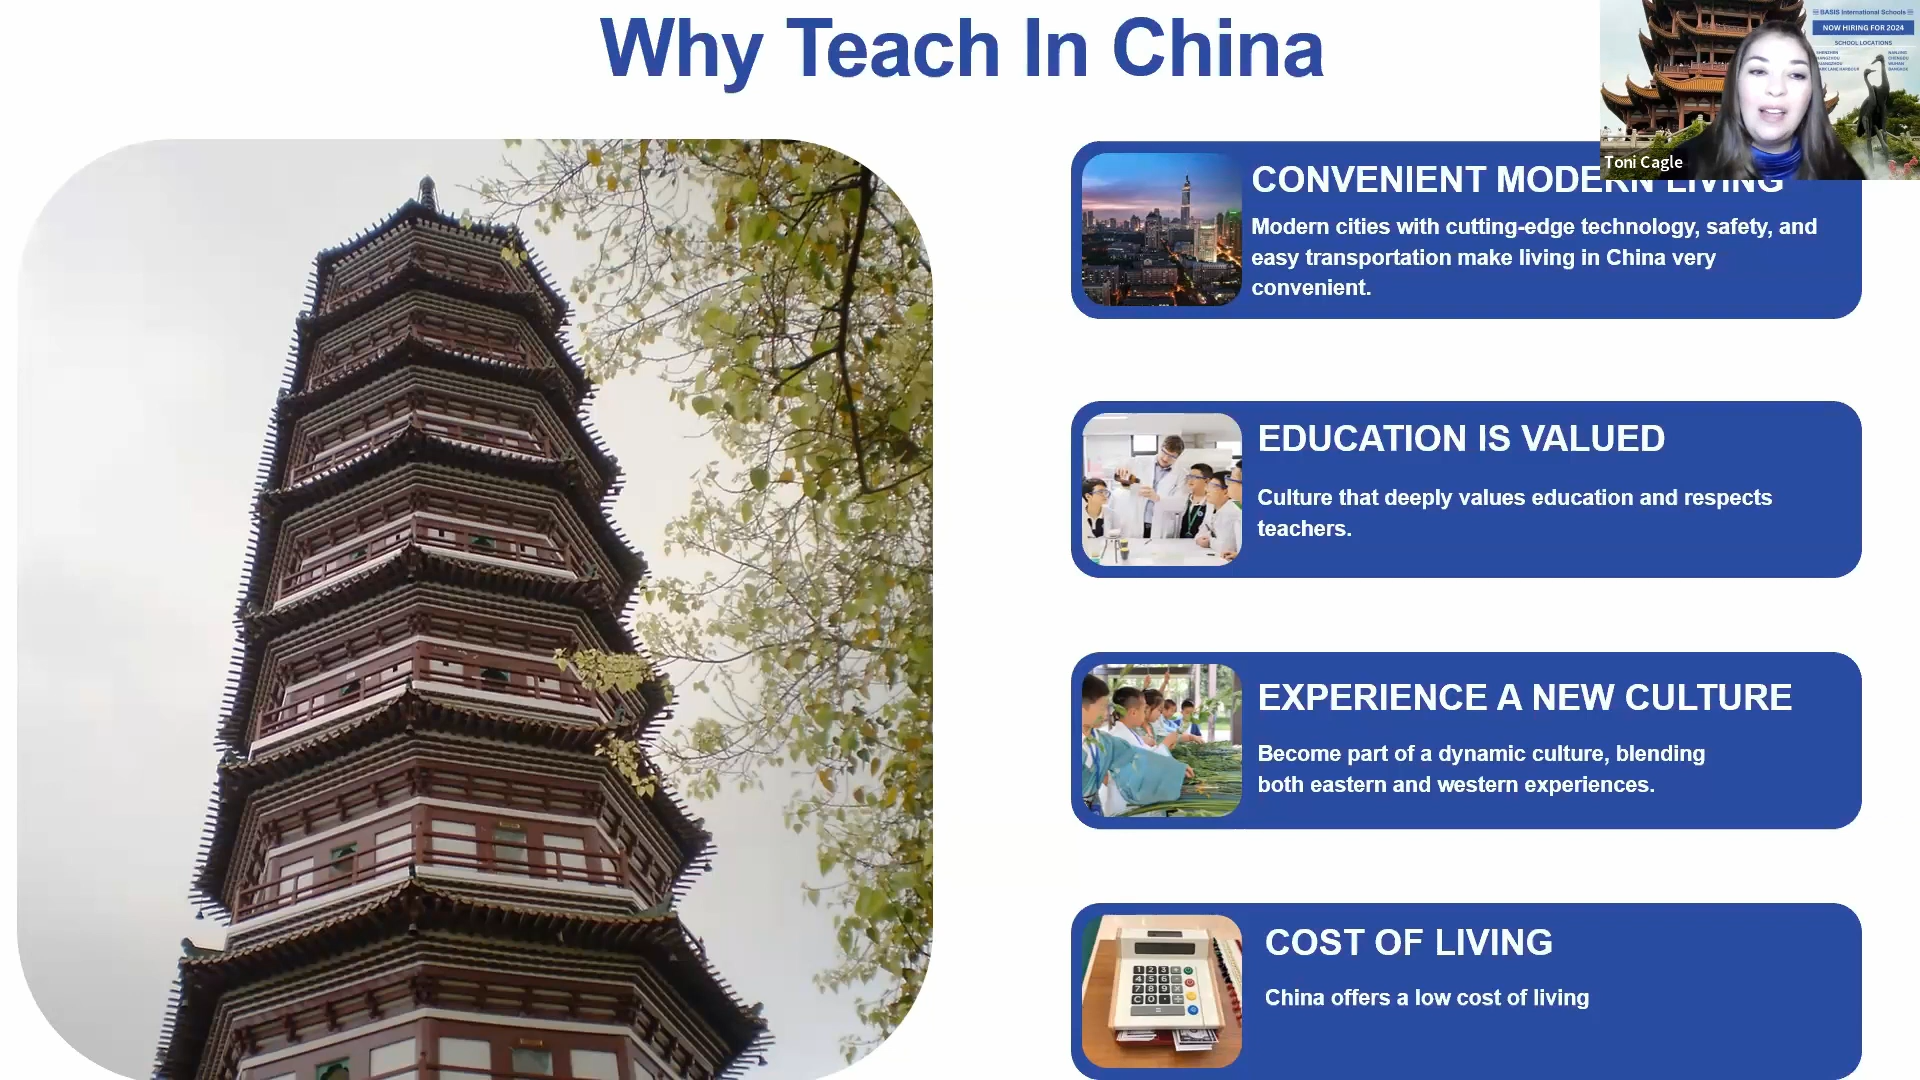 Why Teach In China
BASIS International Schools
NOW HIRING FOR 2024
SCHOOL LOCATIONS
Toni Cagle
CONVENIENT MODERN LIVING
Modern cities with cutting-edge technology, safety, and
easy transportation make living in China very
convenient.
EDUCATION IS VALUED
Culture that deeply values education and respects
teachers.
EXPERIENCE A NEW CULTURE
Become part of a dynamic culture, blending
both eastern and western experiences.
COST OF LIVING
China offers a low cost of living